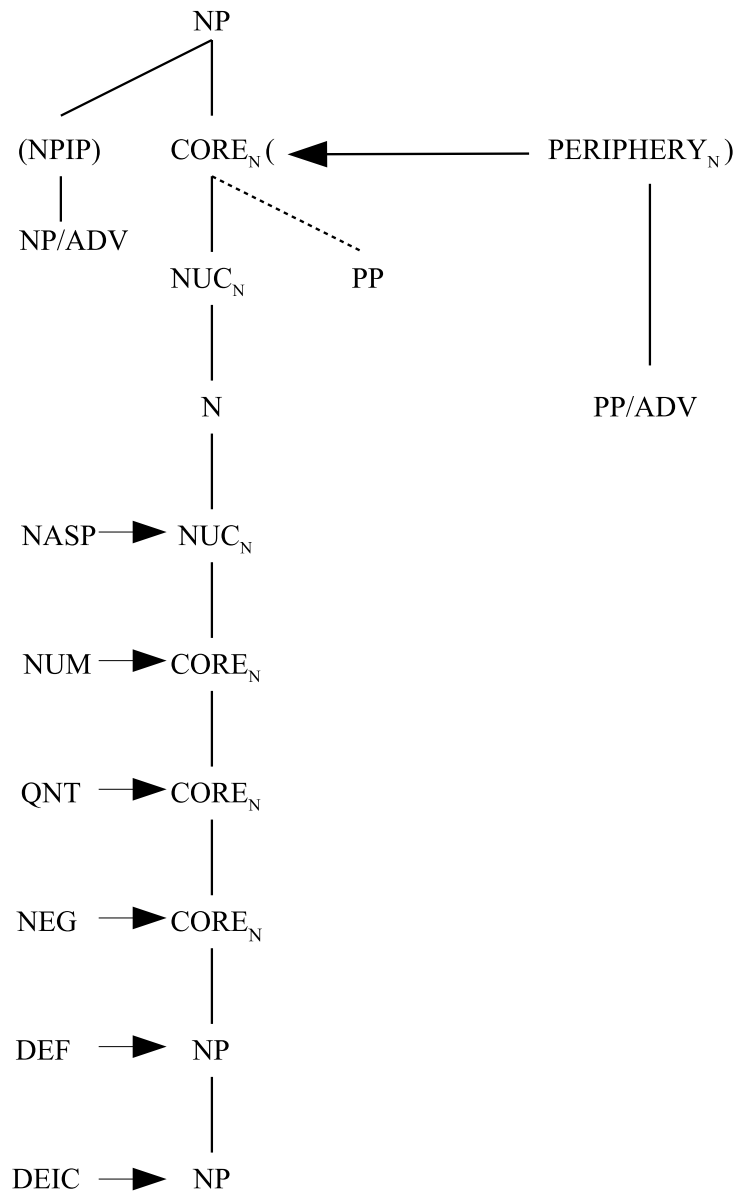 NP
(NPIP) CORE_N ( PERIPHERY_N )
NP/ADV
NUC_N PP
N PP/ADV
NASP NUC_N
NUM CORE_N
QNT CORE_N
NEG CORE_N
DEF NP
DEIC NP